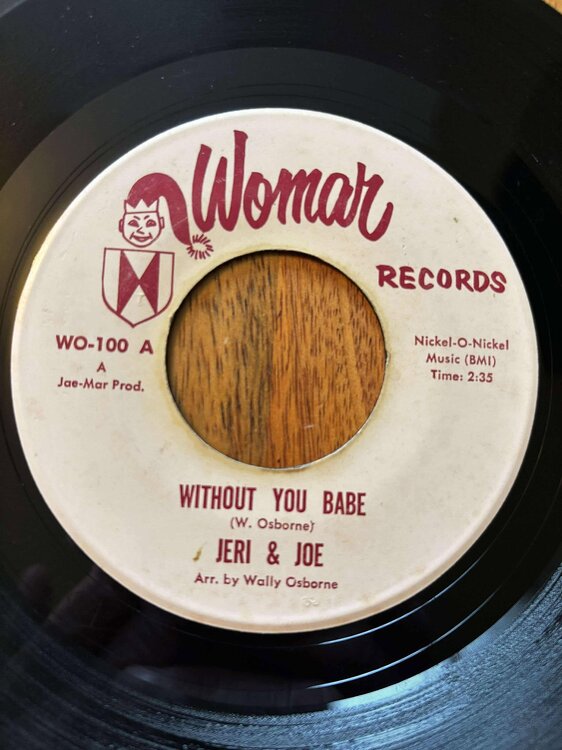 Womar
RECORDS
WO-100 A
A
Jae-Mar Prod.
Nickel-O-Nickel
Music (BMI)
Time: 2:35
WITHOUT YOU BABE
(W. Osborne)
JERI & JOE
Arr. by Wally Osborne